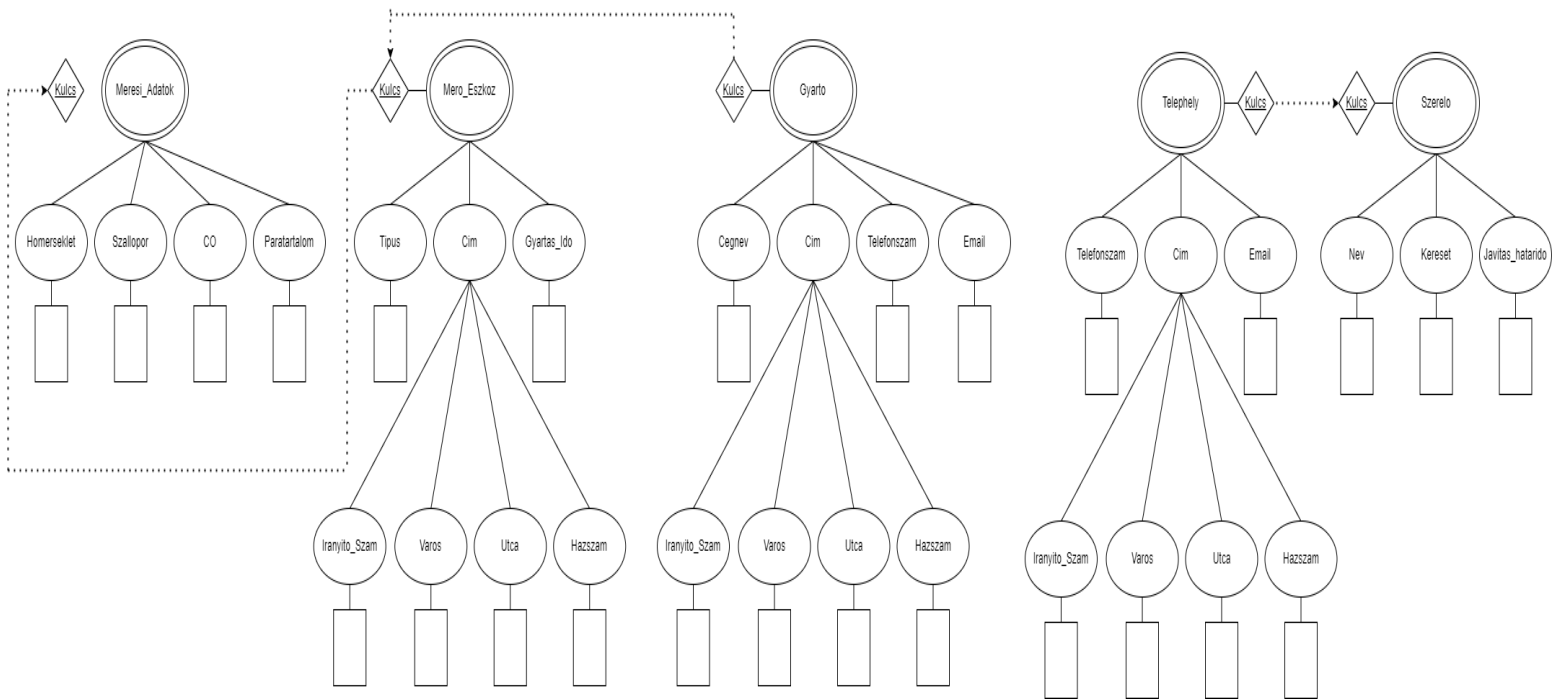 Kulcs
Meresi_Adatok
Kulcs
Mero_Eszkoz
Kulcs
Gyarto
Telephely
Kulcs
Kulcs
Szerelo
Homerseklet
Szallopor
CO
Paratartalom
Tipus
Cim
Gyartas_Ido
Cegnev
Cim
Telefonszam
Email
Telefonszam
Cim
Email
Nev
Kereset
Javitas_hatarido
Iranyito_Szam
Varos
Utca
Hazszam
Iranyito_Szam
Varos
Utca
Hazszam
Iranyito_Szam
Varos
Utca
Hazszam